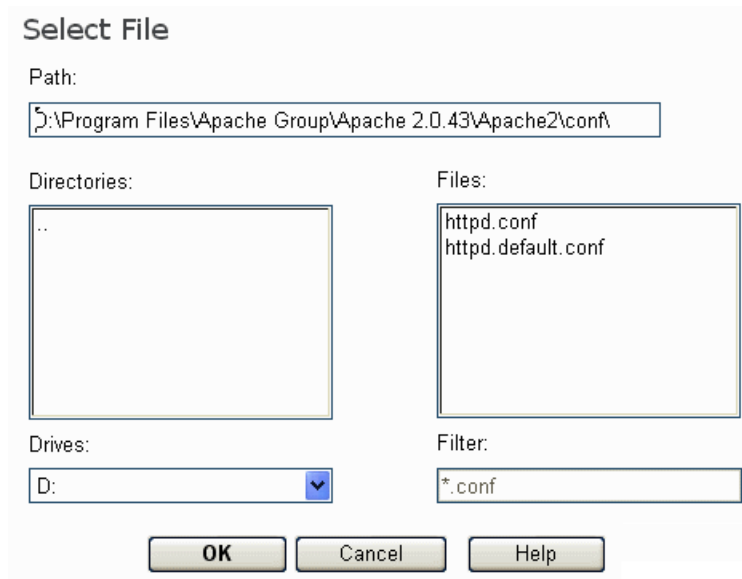 Select File
Path:
D:\Program Files\Apache Group\Apache 2.0.43\Apache2\conf\
Directories:
..
Files:
httpd.conf
httpd.default.conf
Drives:
D:
Filter:
*.conf
OK
Cancel
Help